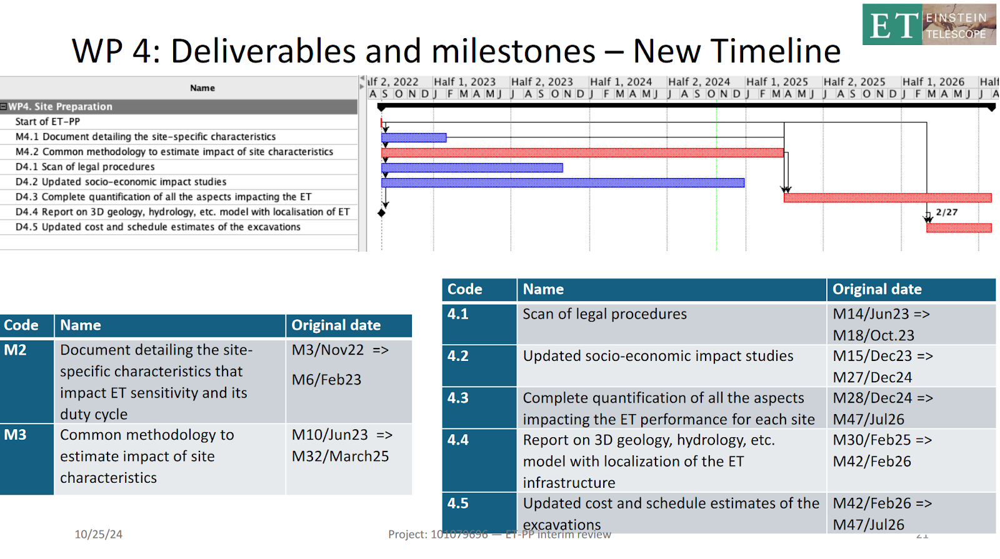 ET EINSTEIN
TELESCOPE
WP 4: Deliverables and milestones – New Timeline
Name
alf 2, 2022 Half 1, 2023 Half 2, 2023 Half 1, 2024 Half 2, 2024 Half 1, 2025 Half 2, 2025 Half 1, 2026 Half
A S O N D J F M A M J J A S O N D J F M A M J J A S O N D J F M A M J J A S O N D J F M A M J J A
WP4. Site Preparation
Start of ET-PP
M4.1 Document detailing the site-specific characteristics
M4.2 Common methodology to estimate impact of site characteristics
D4.1 Scan of legal procedures
D4.2 Updated socio-economic impact studies
D4.3 Complete quantification of all the aspects impacting the ET
D4.4 Report on 3D geology, hydrology, etc. model with localisation of ET
2/27
D4.5 Updated cost and schedule estimates of the excavations
Code Name Original date
M2 Document detailing the site-
specific characteristics that
impact ET sensitivity and its
duty cycle
M3/Nov22 =>
M6/Feb23
M3 Common methodology to
estimate impact of site
characteristics
M10/Jun23 =>
M32/March25
Code Name Original date
4.1 Scan of legal procedures
M14/Jun23 =>
M18/Oct.23
4.2 Updated socio-economic impact studies
M15/Dec23 =>
M27/Dec24
4.3 Complete quantification of all the aspects
impacting the ET performance for each site
M28/Dec24 =>
M47/Jul26
4.4 Report on 3D geology, hydrology, etc.
model with localization of the ET
infrastructure
M30/Feb25 =>
M42/Feb26
4.5 Updated cost and schedule estimates of the
excavations
M42/Feb26 =>
M47/Jul26
10/25/24
Project: 101079696 — ET-PP interim review
21